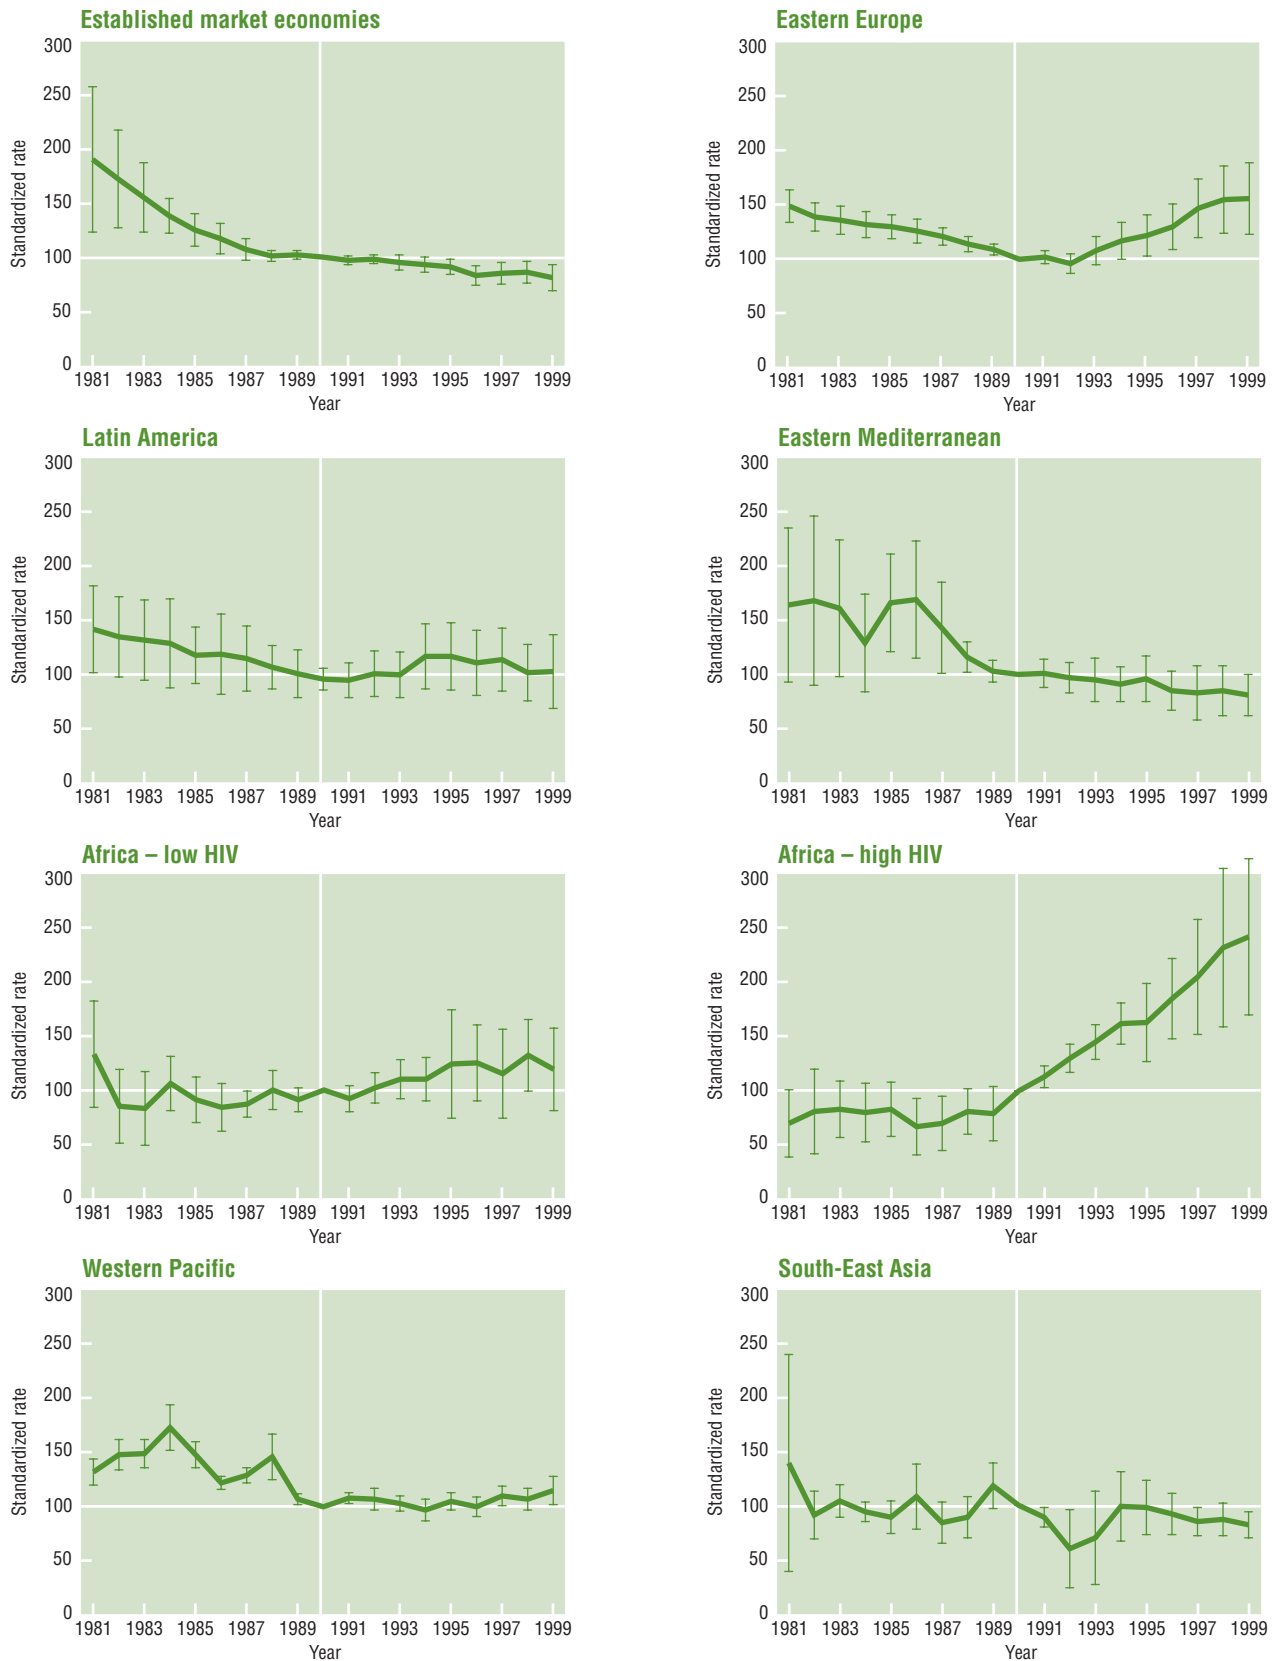 Established market economies
300
250
200
150
100
50
0
Standardized rate
1981 1983 1985 1987 1989 1991 1993 1995 1997 1999
Year
Eastern Europe
300
250
200
150
100
50
0
Standardized rate
1981 1983 1985 1987 1989 1991 1993 1995 1997 1999
Year
Latin America
300
250
200
150
100
50
0
Standardized rate
1981 1983 1985 1987 1989 1991 1993 1995 1997 1999
Year
Eastern Mediterranean
300
250
200
150
100
50
0
Standardized rate
1981 1983 1985 1987 1989 1991 1993 1995 1997 1999
Year
Africa – low HIV
300
250
200
150
100
50
0
Standardized rate
1981 1983 1985 1987 1989 1991 1993 1995 1997 1999
Year
Africa – high HIV
300
250
200
150
100
50
0
Standardized rate
1981 1983 1985 1987 1989 1991 1993 1995 1997 1999
Year
Western Pacific
300
250
200
150
100
50
0
Standardized rate
1981 1983 1985 1987 1989 1991 1993 1995 1997 1999
Year
South-East Asia
300
250
200
150
100
50
0
Standardized rate
1981 1983 1985 1987 1989 1991 1993 1995 1997 1999
Year